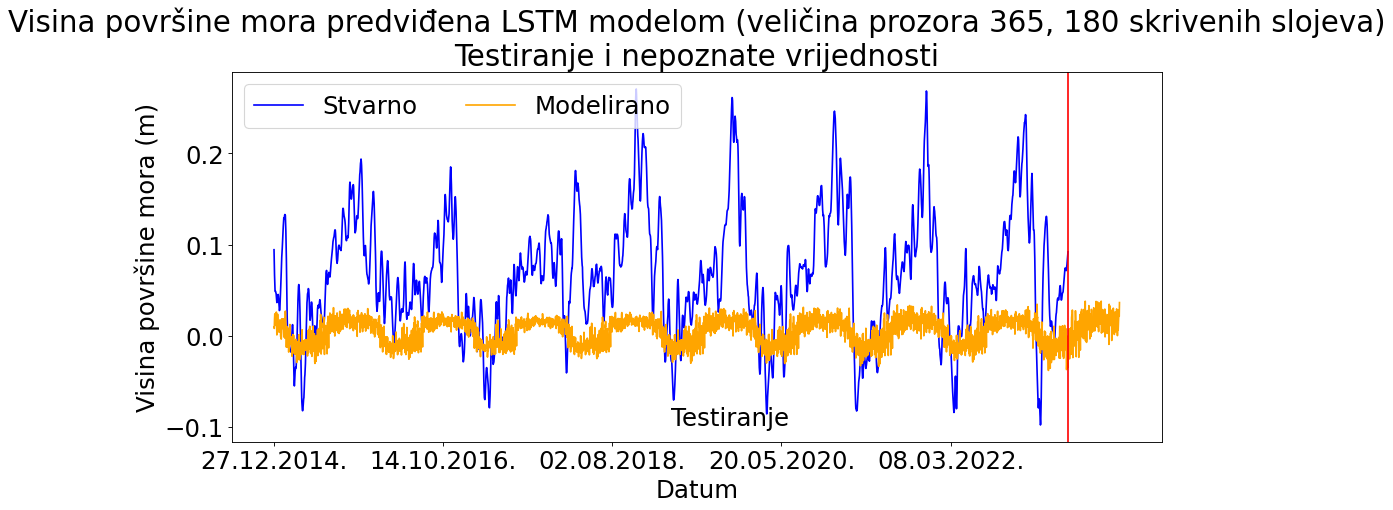 Visina površine mora predviđena LSTM modelom (veličina prozora 365, 180 skrivenih slojeva)
Testiranje i nepoznate vrijednosti
Stvarno Modelirano
Visina površine mora (m)
0.2
0.1
0.0
−0.1
Testiranje
27.12.2014. 14.10.2016. 02.08.2018. 20.05.2020. 08.03.2022.
Datum